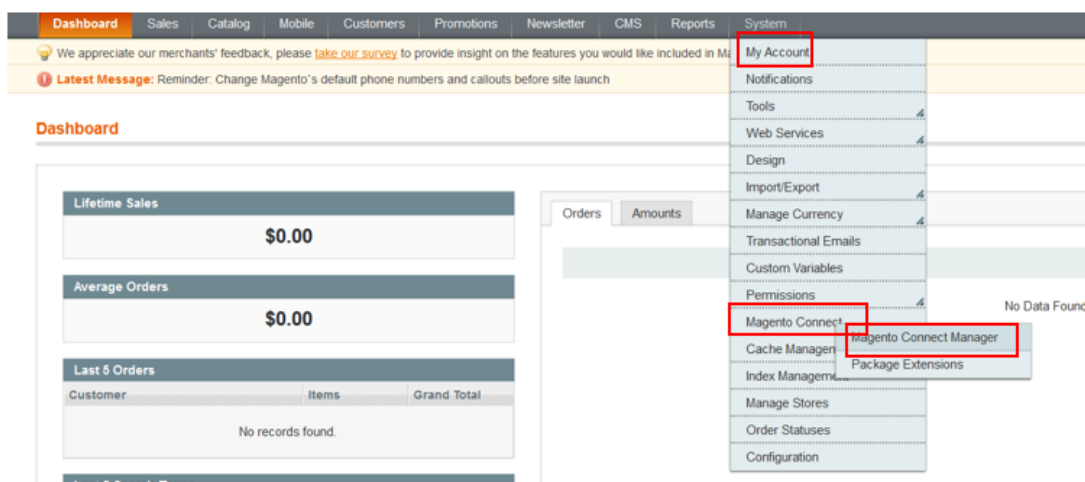 Dashboard Sales Catalog Mobile Customers Promotions Newsletter CMS Reports System
We appreciate our merchants' feedback, please take our survey to provide insight on the features you would like included in Ma
Latest Message: Reminder: Change Magento`s default phone numbers and callouts before site launch
Dashboard
Lifetime Sales
$0.00
Average Orders
$0.00
Last 5 Orders
Customer Items Grand Total
No records found.
Orders Amounts
No Data Found
My Account
Notifications
Tools
Web Services
Design
Import/Export
Manage Currency
Transactional Emails
Custom Variables
Permissions
Magento Connect
Magento Connect Manager
Package Extensions
Cache Managem
Index Management
Manage Stores
Order Statuses
Configuration